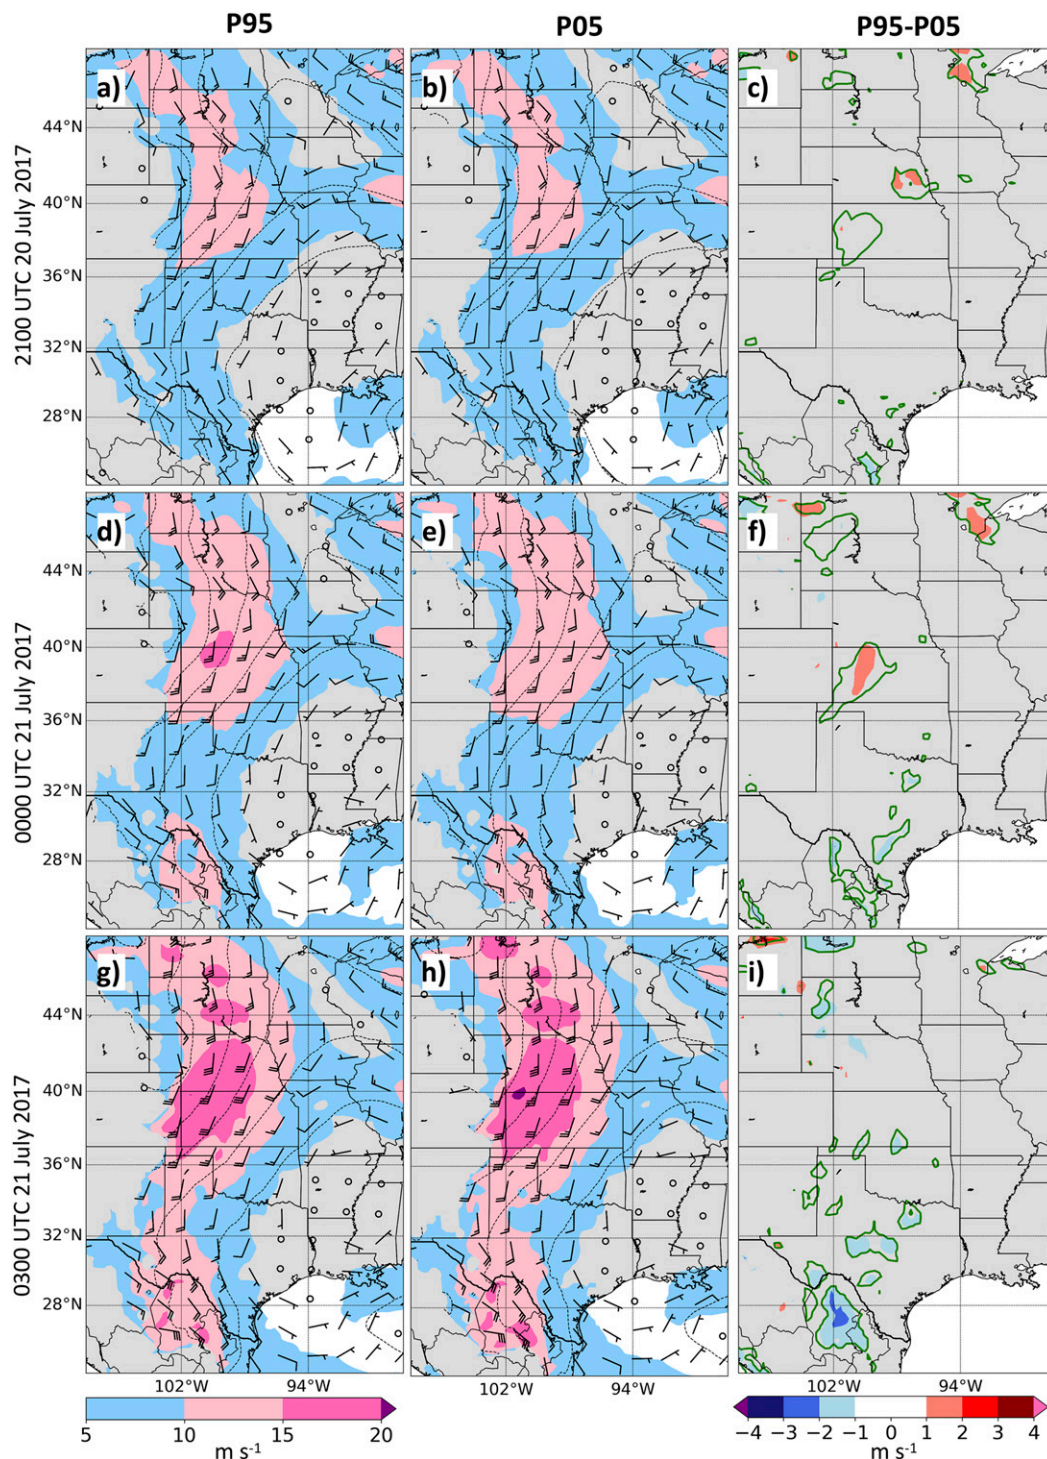 P95 P05 P95-P05
2100 UTC 20 July 2017
a) b) c)
44°N
40°N
36°N
32°N
28°N
0000 UTC 21 July 2017
d) e) f)
44°N
40°N
36°N
32°N
28°N
0300 UTC 21 July 2017
g) h) i)
44°N
40°N
36°N
32°N
28°N
102°W 94°W 102°W 94°W 102°W 94°W
5 10 15 20 −4 −3 −2 −1 0 1 2 3 4
m s⁻¹ m s⁻¹